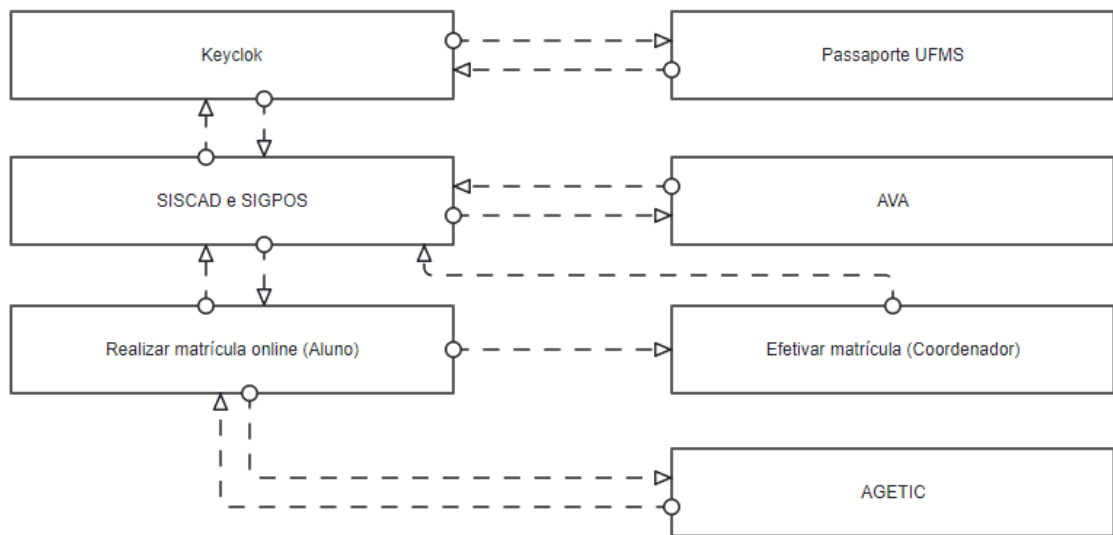 Keyclok
Passaporte UFMS
SISCAD e SIGPOS
AVA
Realizar matrícula online (Aluno)
Efetivar matrícula (Coordenador)
AGETIC